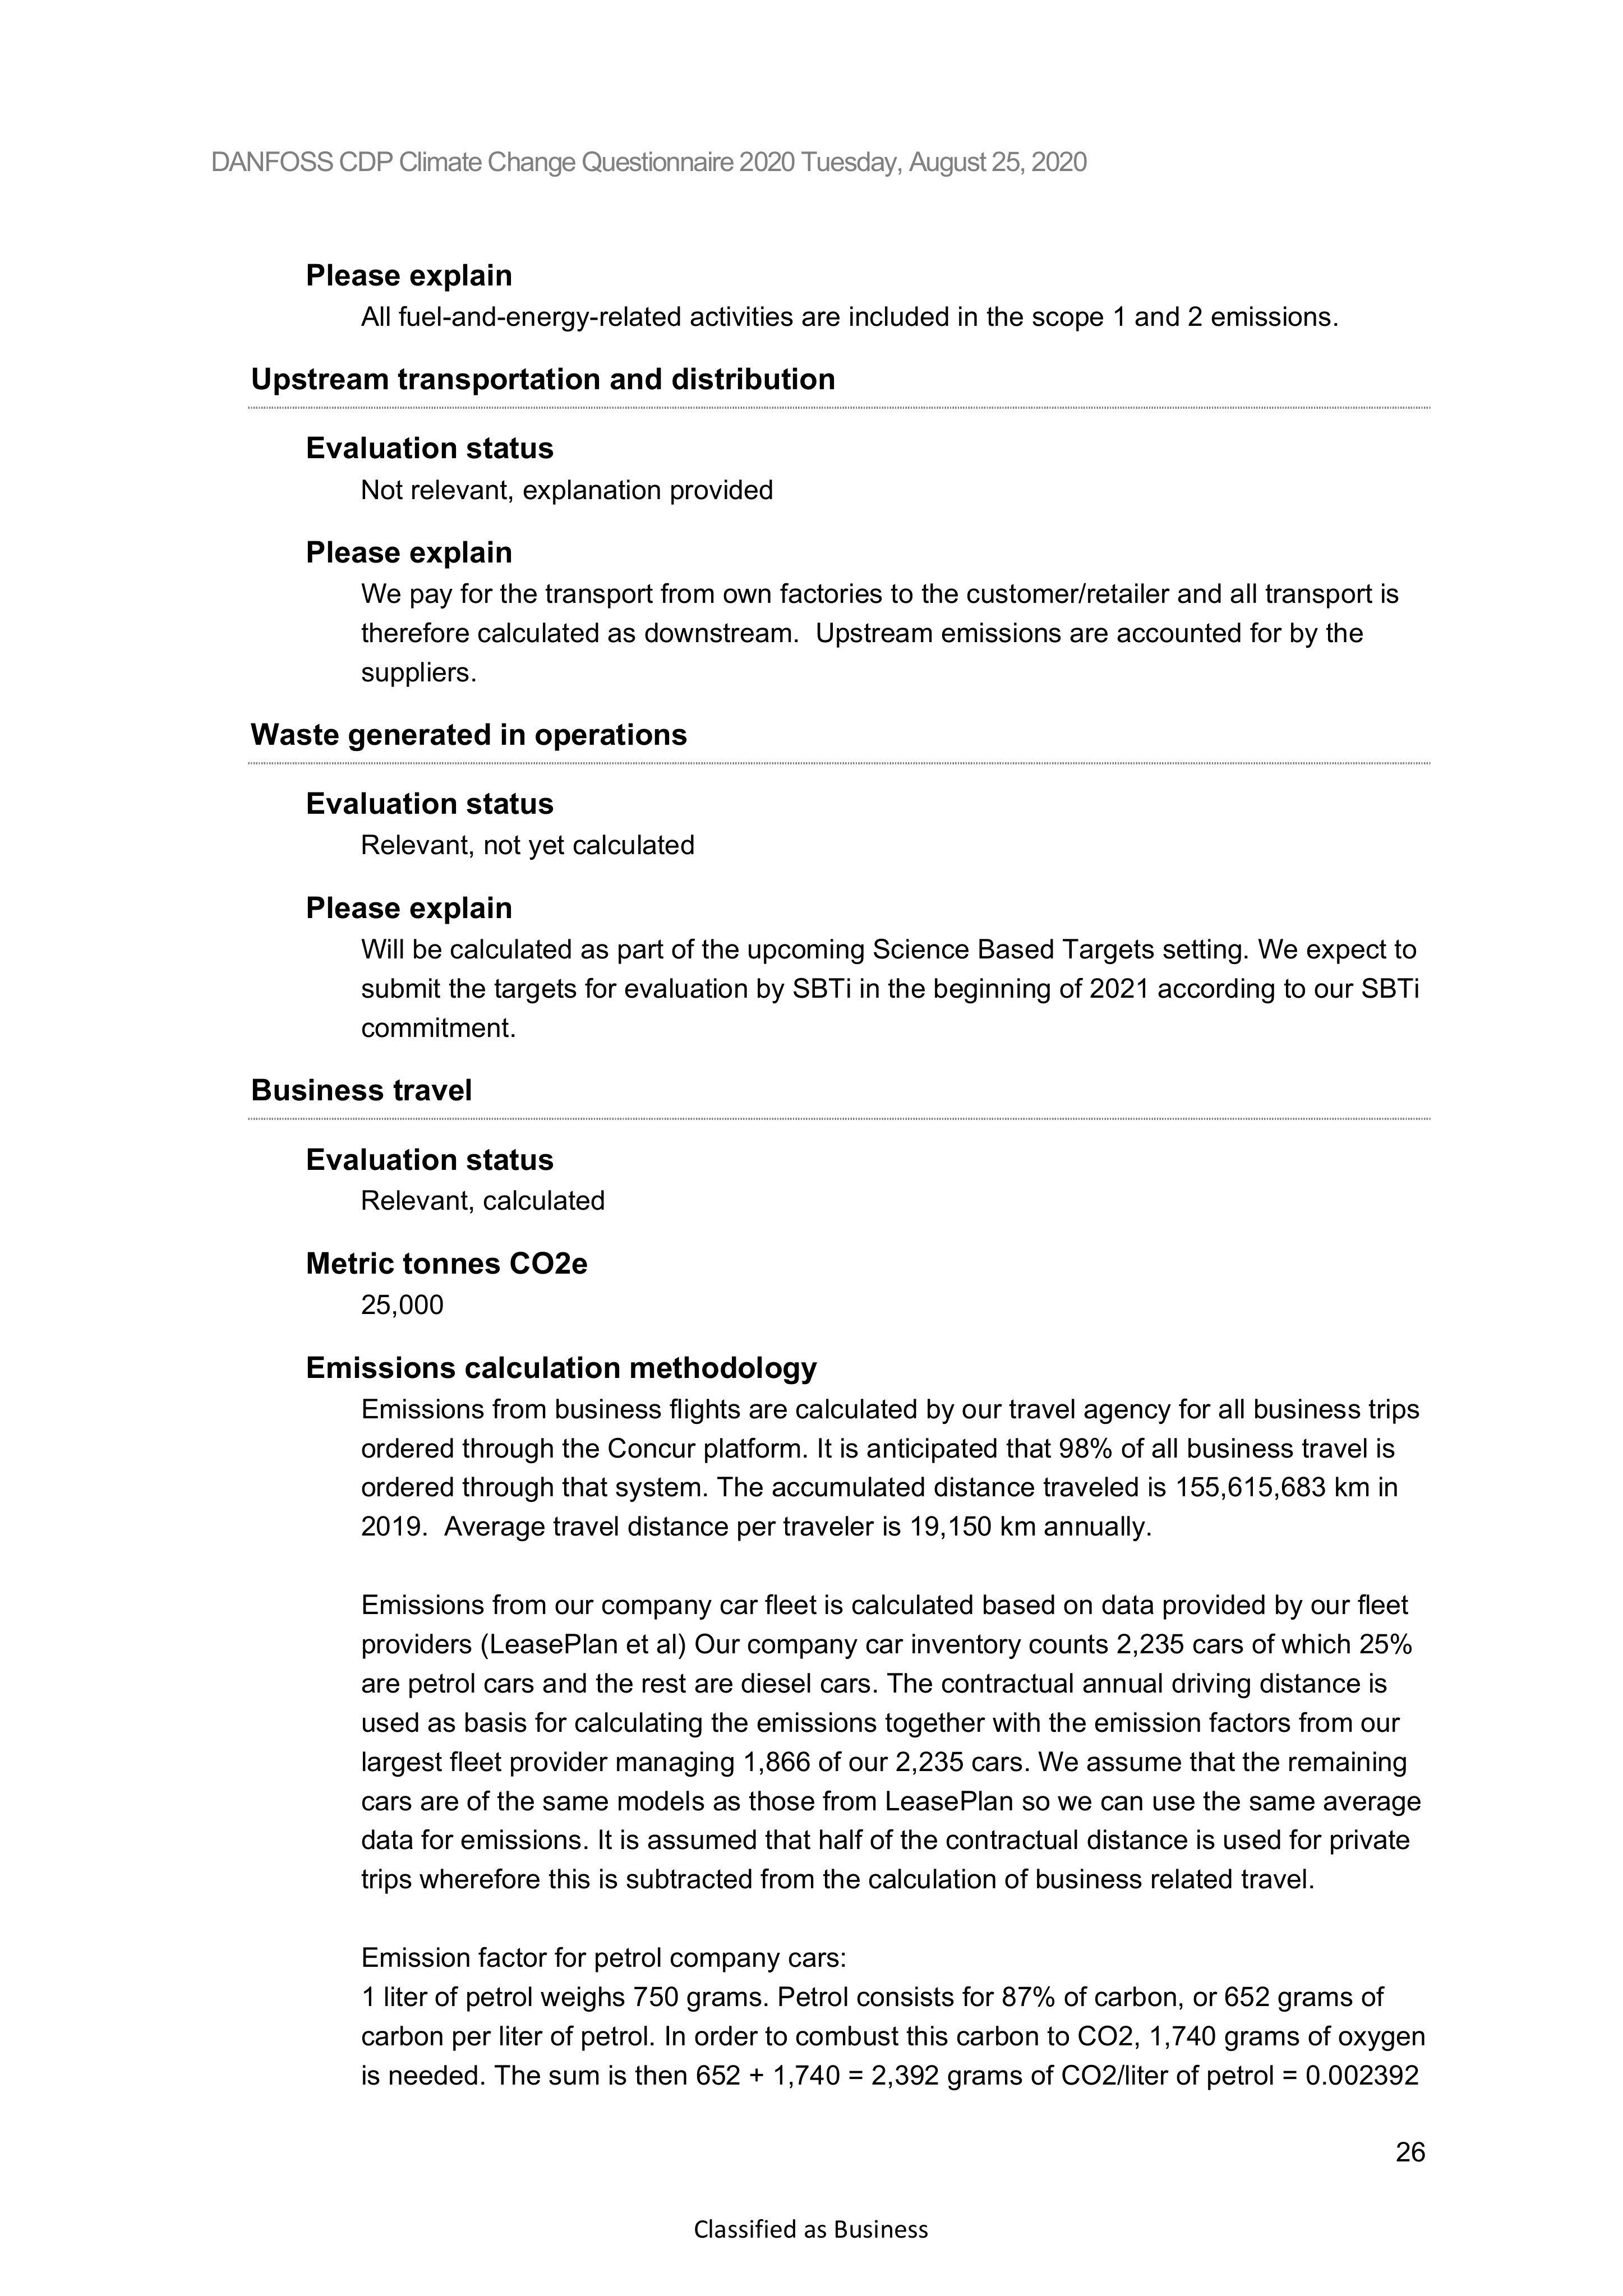 DANFOSS CDP Climate Change Questionnaire 2020 Tuesday, August 25, 2020
Please explain
All fuel-and-energy-related activities are included in the scope 1 and 2 emissions.
Upstream transportation and distribution
Evaluation status
Not relevant, explanation provided
Please explain
We pay for the transport from own factories to the customer/retailer and all transport is
therefore calculated as downstream.  Upstream emissions are accounted for by the
suppliers.
Waste generated in operations
Evaluation status
Relevant, not yet calculated
Please explain
Will be calculated as part of the upcoming Science Based Targets setting. We expect to
submit the targets for evaluation by SBTi in the beginning of 2021 according to our SBTi
commitment.
Business travel
Evaluation status
Relevant, calculated
Metric tonnes CO2e
25,000
Emissions calculation methodology
Emissions from business flights are calculated by our travel agency for all business trips
ordered through the Concur platform. It is anticipated that 98% of all business travel is
ordered through that system. The accumulated distance traveled is 155,615,683 km in
2019.  Average travel distance per traveler is 19,150 km annually.
Emissions from our company car fleet is calculated based on data provided by our fleet
providers (LeasePlan et al) Our company car inventory counts 2,235 cars of which 25%
are petrol cars and the rest are diesel cars. The contractual annual driving distance is
used as basis for calculating the emissions together with the emission factors from our
largest fleet provider managing 1,866 of our 2,235 cars. We assume that the remaining
cars are of the same models as those from LeasePlan so we can use the same average
data for emissions. It is assumed that half of the contractual distance is used for private
trips wherefore this is subtracted from the calculation of business related travel.
Emission factor for petrol company cars:
1 liter of petrol weighs 750 grams. Petrol consists for 87% of carbon, or 652 grams of
carbon per liter of petrol. In order to combust this carbon to CO2, 1,740 grams of oxygen
is needed. The sum is then 652 + 1,740 = 2,392 grams of CO2/liter of petrol = 0.002392
26
Classified as Business